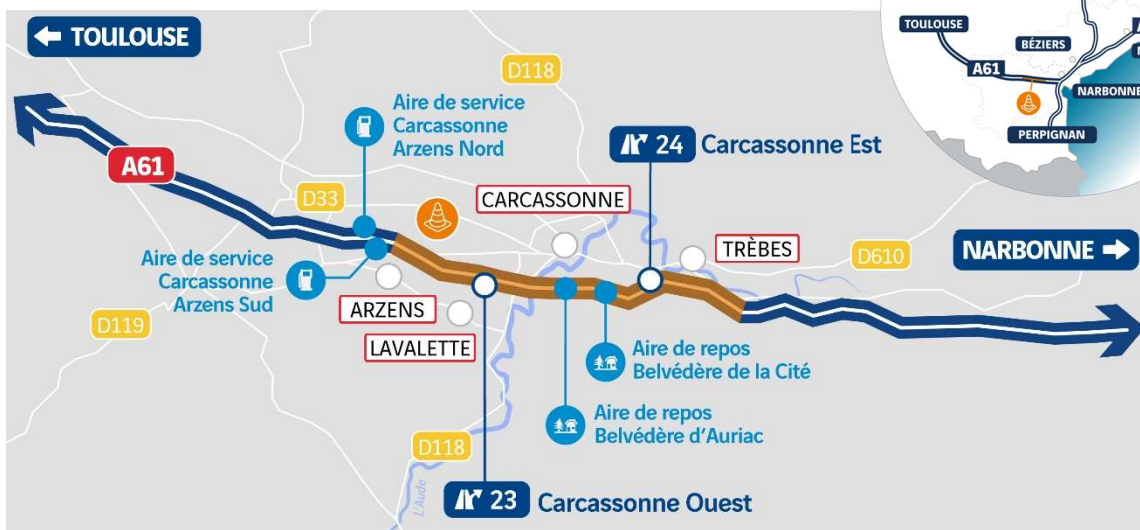 ← TOULOUSE
D118
Aire de service
Carcassonne
Arzens Nord
24 Carcassonne Est
A61
D33
CARCASSONNE
TRÈBES
NARBONNE →
D610
Aire de service
Carcassonne
Arzens Sud
ARZENS
D119
LAVALETTE
Aire de repos
Belvédère de la Cité
Aire de repos
Belvédère d'Auriac
D118
L'Aude
23 Carcassonne Ouest
TOULOUSE
BÉZIERS
A61
NARBONNE
PERPIGNAN